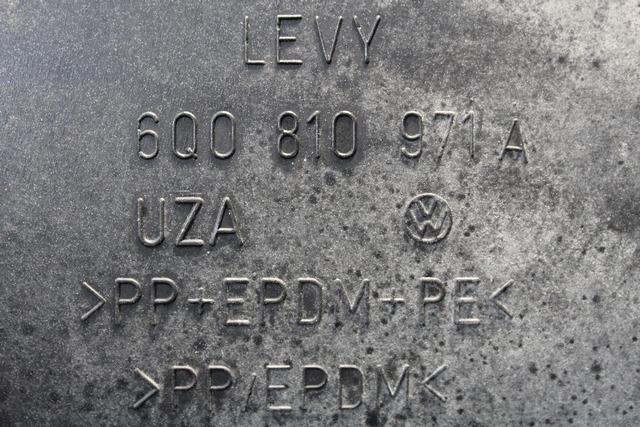 LEVY
6Q0 810 971 A
UZA VW
>PP+EPDM+PE<
>PP/EPDM<